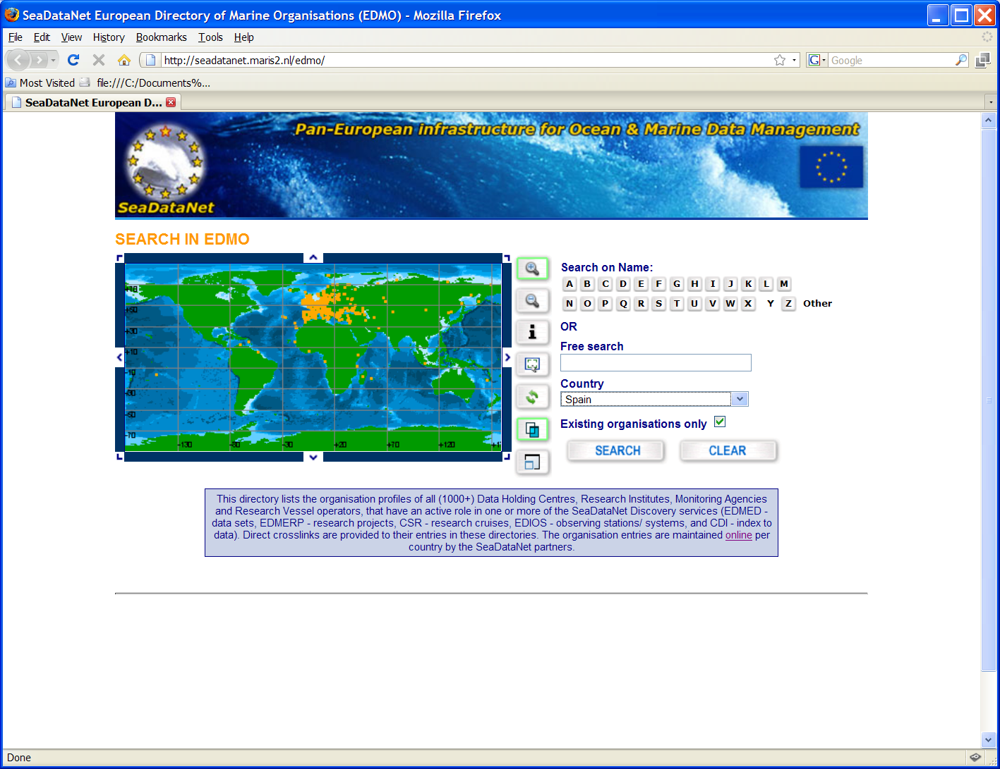 SeaDataNet European Directory of Marine Organisations (EDMO) - Mozilla Firefox
File Edit View History Bookmarks Tools Help
http://seadatanet.maris2.nl/edmo/
G
Google
Most Visited
file:///C:/Documents%...
SeaDataNet European D...
Pan-European infrastructure for Ocean & Marine Data Management
SeaDataNet
SEARCH IN EDMO
+70
+50
+30
+10
-10
-30
-50
-70
-130 -80 -30 +20 +70 +120 +17
i
Search on Name:
A B C D E F G H I J K L M
N O P Q R S T U V W X Y Z Other
OR
Free search
Country
Spain
Existing organisations only
SEARCH CLEAR
This directory lists the organisation profiles of all (1000+) Data Holding Centres, Research Institutes, Monitoring Agencies
and Research Vessel operators, that have an active role in one or more of the SeaDataNet Discovery services (EDMED -
data sets, EDMERP - research projects, CSR - research cruises, EDIOS - observing stations/ systems, and CDI - index to
data). Direct crosslinks are provided to their entries in these directories. The organisation entries are maintained online per
country by the SeaDataNet partners.
Done